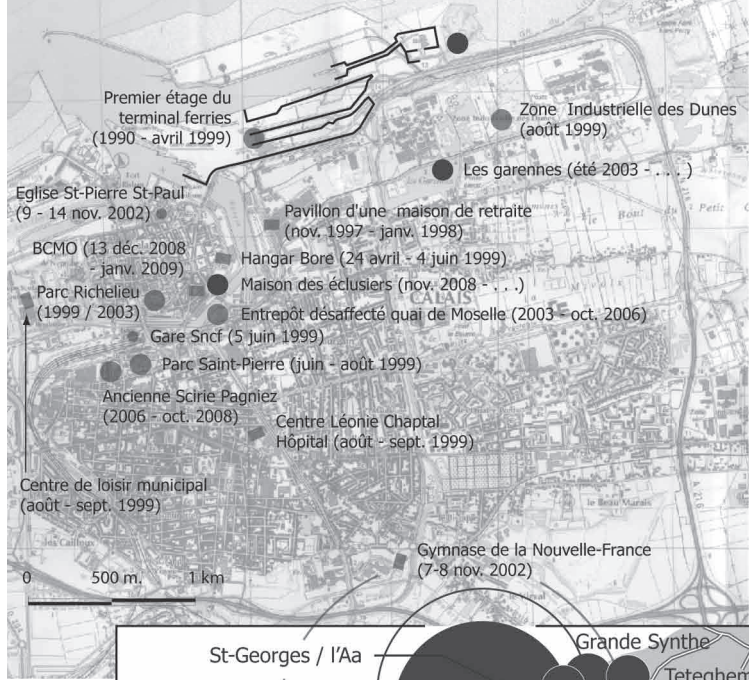 Premier étage du
terminal ferries
(1990 - avril 1999)
Zone Industrielle des Dunes
(août 1999)
Les garennes (été 2003 - . . . )
Eglise St-Pierre St-Paul
(9 - 14 nov. 2002)
Pavillon d'une maison de retraite
(nov. 1997 - janv. 1998)
BCMO (13 déc. 2008
- janv. 2009)
Hangar Bore (24 avril - 4 juin 1999)
Maison des éclusiers (nov. 2008 - . . .)
CALAIS
Parc Richelieu
(1999 / 2003)
Entrepôt désaffecté quai de Moselle (2003 - oct. 2006)
Gare Sncf (5 juin 1999)
Parc Saint-Pierre (juin - août 1999)
Ancienne Scirie Pagniez
(2006 - oct. 2008)
Centre Léonie Chaptal
Hôpital (août - sept. 1999)
Centre de loisir municipal
(août - sept. 1999)
le Beau Marais
A 216
Gymnase de la Nouvelle-France
(7-8 nov. 2002)
0 500 m. 1 km
St-Georges / l'Aa
Grande Synthe
Teteghem